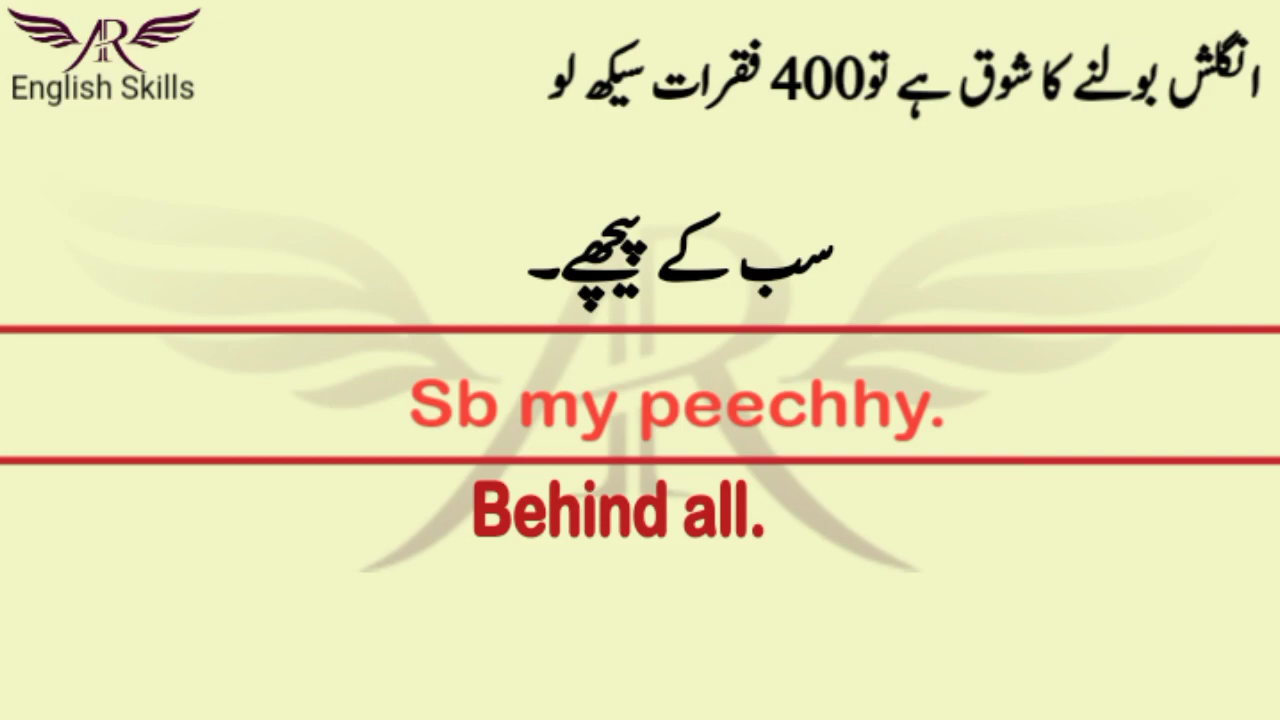 AR
English Skills
انگلش بولنے کا شوق ہے تو400 فقرات سیکھ لو
سب کے پیچھے۔
Sb my peechhy.
Behind all.